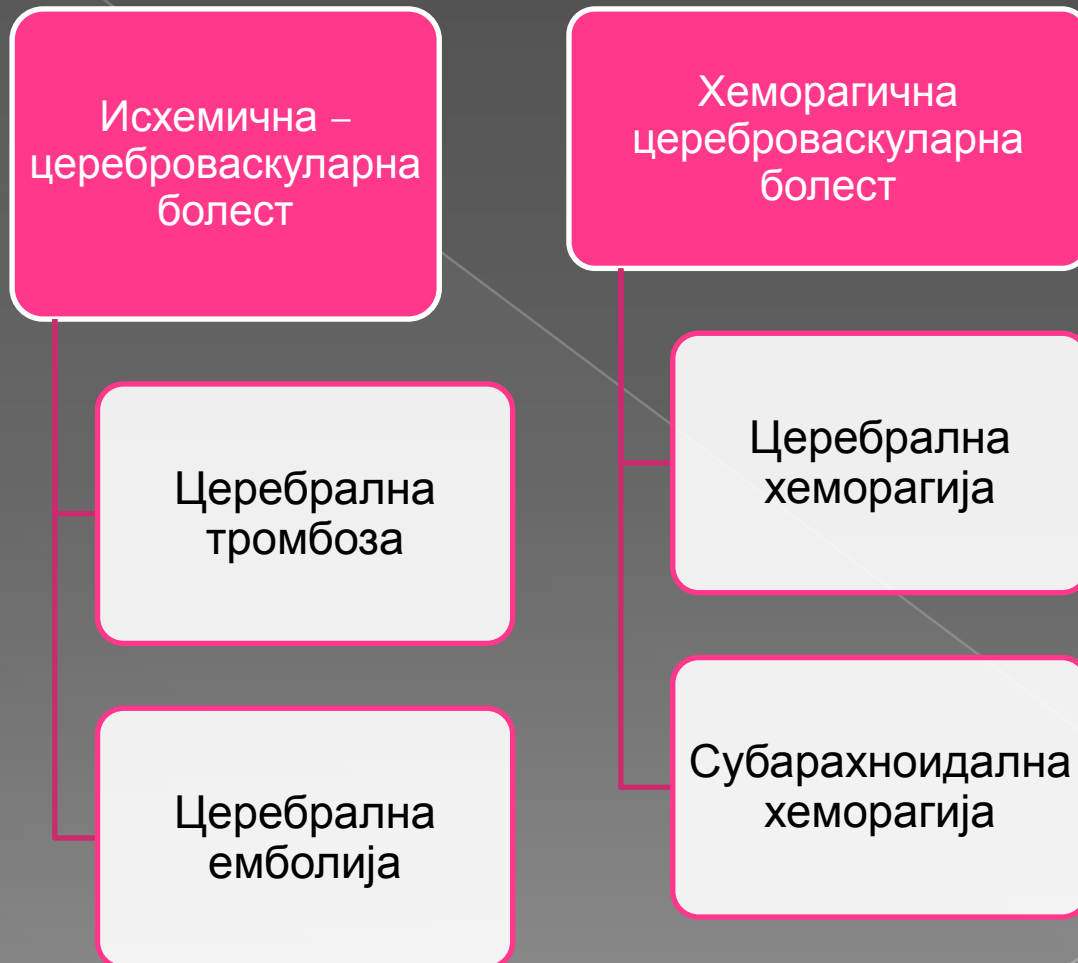 Исхемична –
цереброваскуларна
болест
Церебрална
тромбоза
Церебрална
емболија
Хеморагична
цереброваскуларна
болест
Церебрална
хеморагија
Субарахноидална
хеморагија